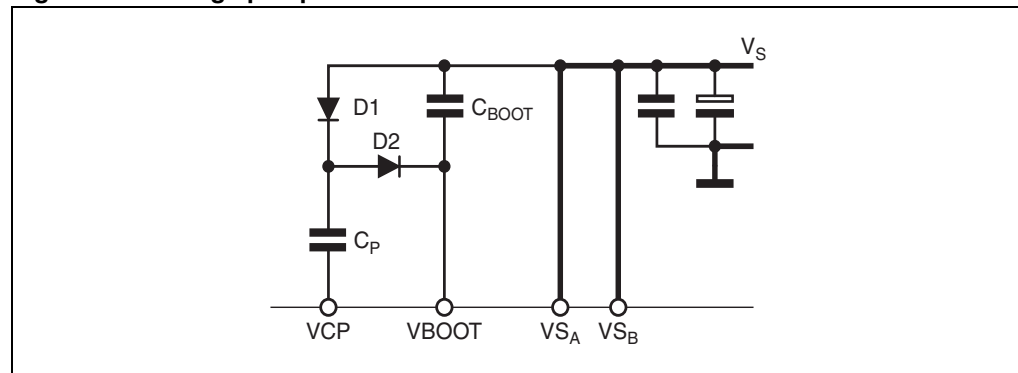 V_S
D1
C_BOOT
D2
C_P
VCP VBOOT VS_A VS_B